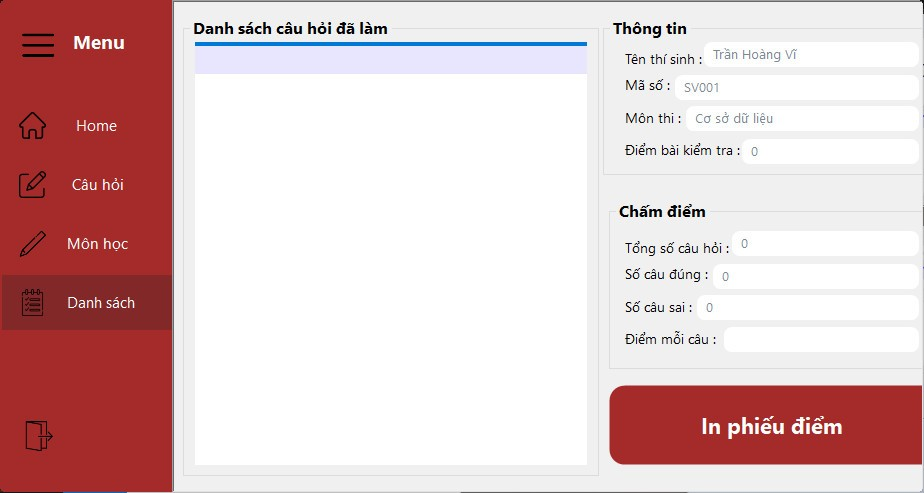 Menu
Home
Câu hỏi
Môn học
Danh sách
Danh sách câu hỏi đã làm
Thông tin
Tên thí sinh : Trần Hoàng Vĩ
Mã số : SV001
Môn thi : Cơ sở dữ liệu
Điểm bài kiểm tra : 0
Chấm điểm
Tổng số câu hỏi : 0
Số câu đúng : 0
Số câu sai : 0
Điểm mỗi câu :
In phiếu điểm